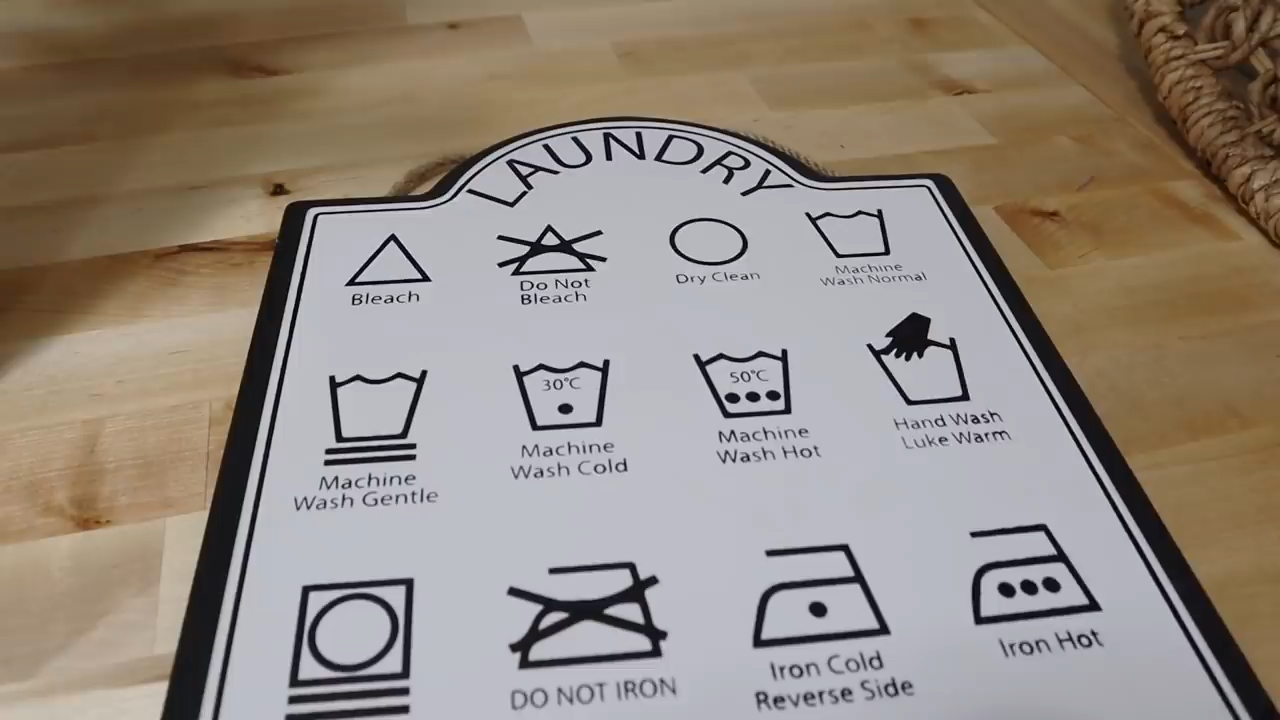 LAUNDRY
Bleach
Do Not
Bleach
Dry Clean
Machine
Wash Normal
Machine
Wash Gentle
30°C
Machine
Wash Cold
50°C
Machine
Wash Hot
Hand Wash
Luke Warm
DO NOT IRON
Iron Cold
Reverse Side
Iron Hot